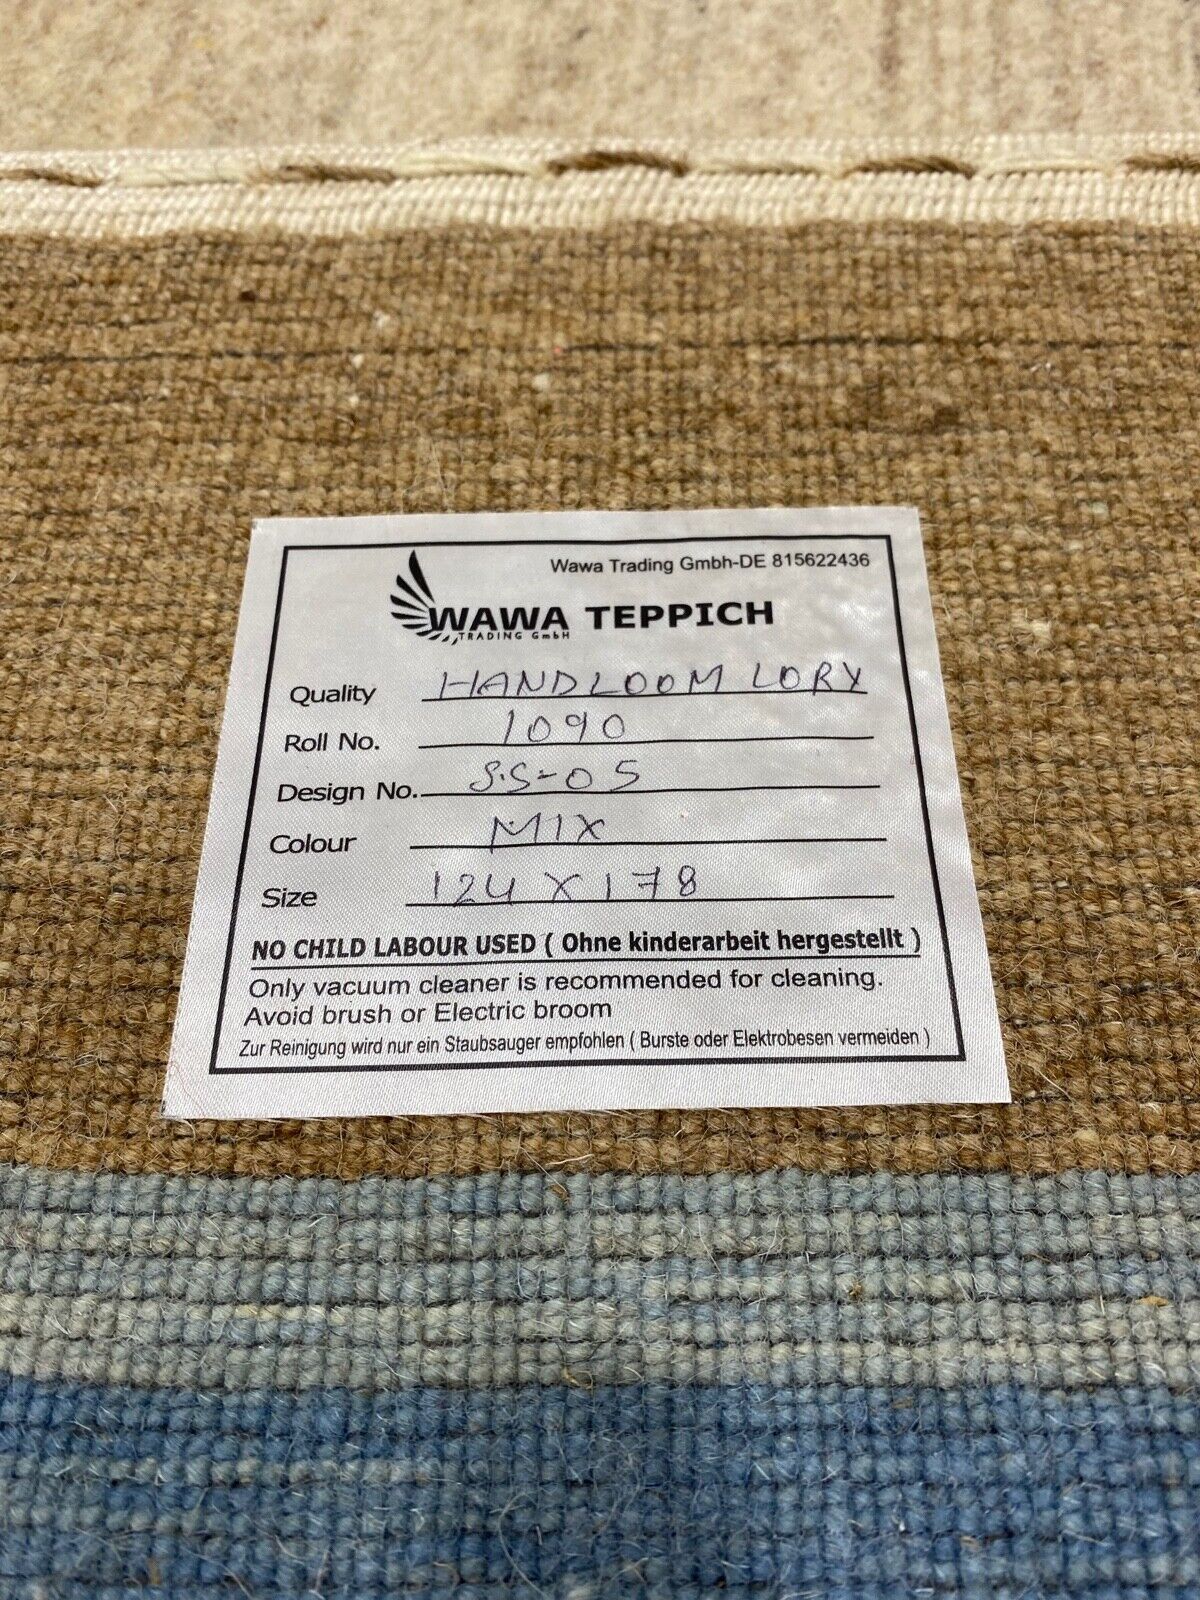 Wawa Trading Gmbh-DE 815622436
WAWA TEPPICH
TRADING GmbH
Quality HANDLOOM LORY
Roll No. 1090
Design No. S.S-05
Colour MIX
Size 124 X 178
NO CHILD LABOUR USED ( Ohne kinderarbeit hergestellt )
Only vacuum cleaner is recommended for cleaning.
Avoid brush or Electric broom
Zur Reinigung wird nur ein Staubsauger empfohlen ( Burste oder Elektrobesen vermeiden )